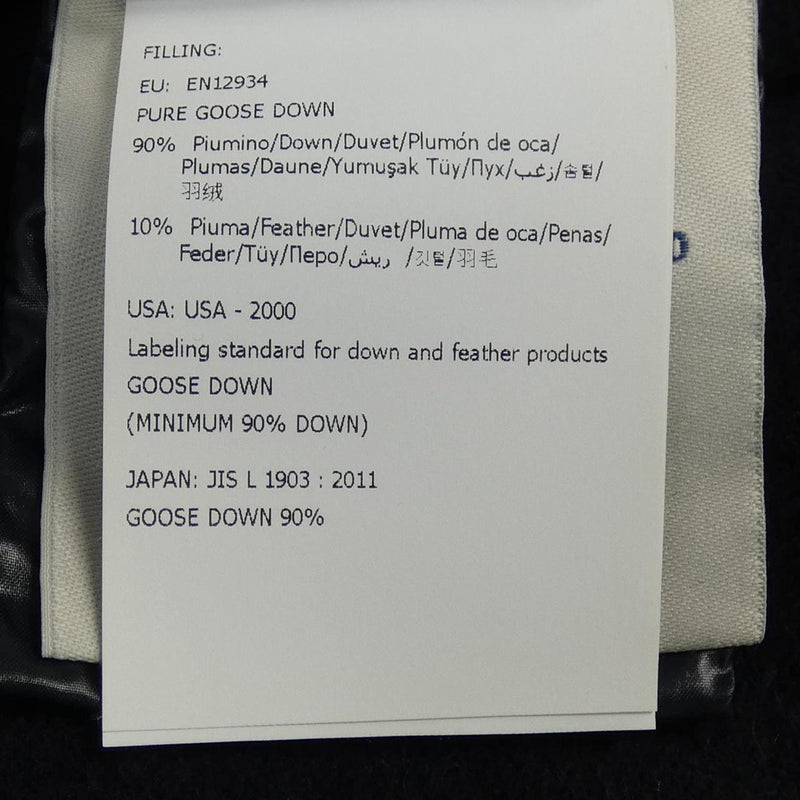 FILLING:
EU: EN12934
PURE GOOSE DOWN
90% Piumino/Down/Duvet/Plumón de oca/
Plumas/Daune/Yumuşak Tüy/Пух/زغب/솜털/
羽绒
10% Piuma/Feather/Duvet/Pluma de oca/Penas/
Feder/Tüy/Перо/ريش /깃털/羽毛
USA: USA - 2000
Labeling standard for down and feather products
GOOSE DOWN
(MINIMUM 90% DOWN)
JAPAN: JIS L 1903 : 2011
GOOSE DOWN 90%